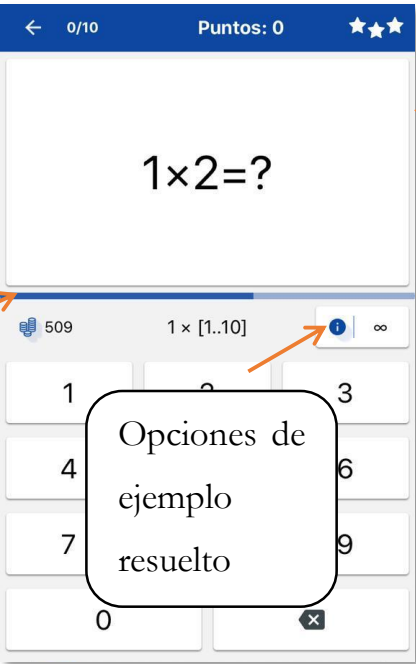 0/10 Puntos: 0
1×2=?
509 1 × [1..10] ∞
1 3
4 6
7 9
0
Opciones de
ejemplo
resuelto